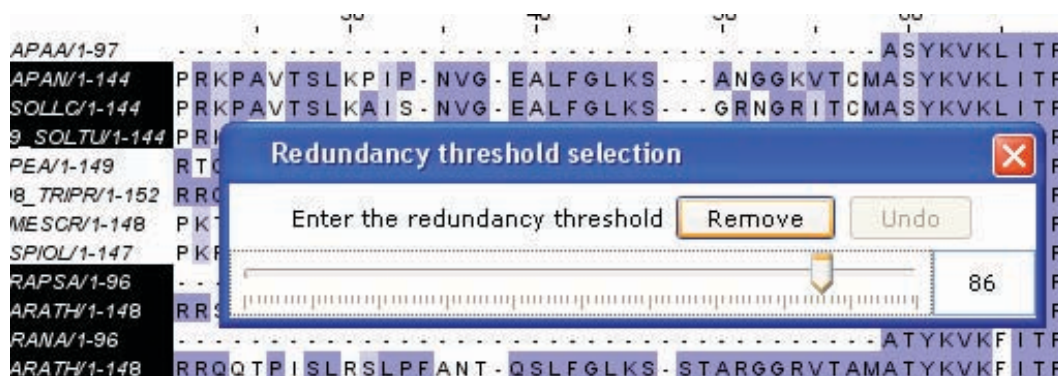 APAA/1-97 --------------------------------------ASYKVKLITF
APAN/1-144 PRKPAVTSLKPIP-NVG-EALFGLKS---ANGGKVTCMASYKVKLITF
SOLLC/1-144 PRKPAVTSLKAIS-NVG-EALFGLKS---GRNGRITCMASYKVKLITF
9_SOLTU/1-144 PRK
PEA/1-149 RTQ
8_TRIPR/1-152 RRQ
MESCR/1-148 PKT
SPIOL/1-147 PKF
RAPSA/1-96 --
ARATH/1-148 RRS
RANA/1-96 --------------------------------------ATYKVKFITF
ARATH/1-148 RRQQTPISLRSLPFANT-QSLFGLKS-STARGGRVTAMATYKVKFITF
Redundancy threshold selection
Enter the redundancy threshold Remove Undo
86